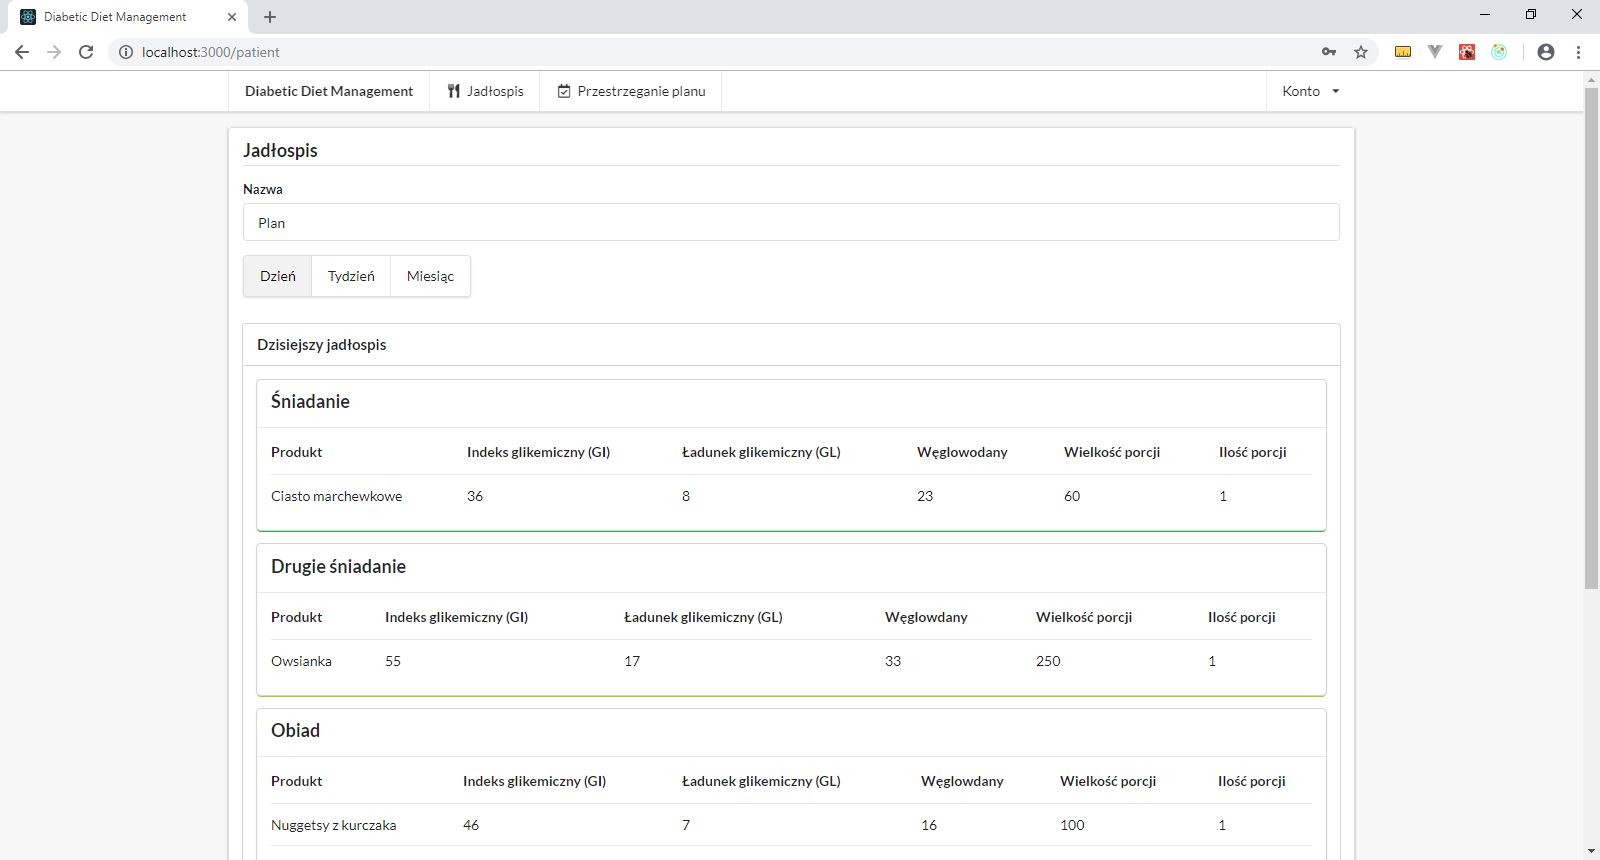 Diabetic Diet Management
localhost:3000/patient
Diabetic Diet Management Jadłospis Przestrzeganie planu Konto
Jadłospis
Nazwa
Plan
Dzień Tydzień Miesiąc
Dzisiejszy jadłospis
Śniadanie
Produkt Indeks glikemiczny (GI) Ładunek glikemiczny (GL) Węglowodany Wielkość porcji Ilość porcji
Ciasto marchewkowe 36 8 23 60 1
Drugie śniadanie
Produkt Indeks glikemiczny (GI) Ładunek glikemiczny (GL) Węglowdany Wielkość porcji Ilość porcji
Owsianka 55 17 33 250 1
Obiad
Produkt Indeks glikemiczny (GI) Ładunek glikemiczny (GL) Węglowdany Wielkość porcji Ilość porcji
Nuggetsy z kurczaka 46 7 16 100 1